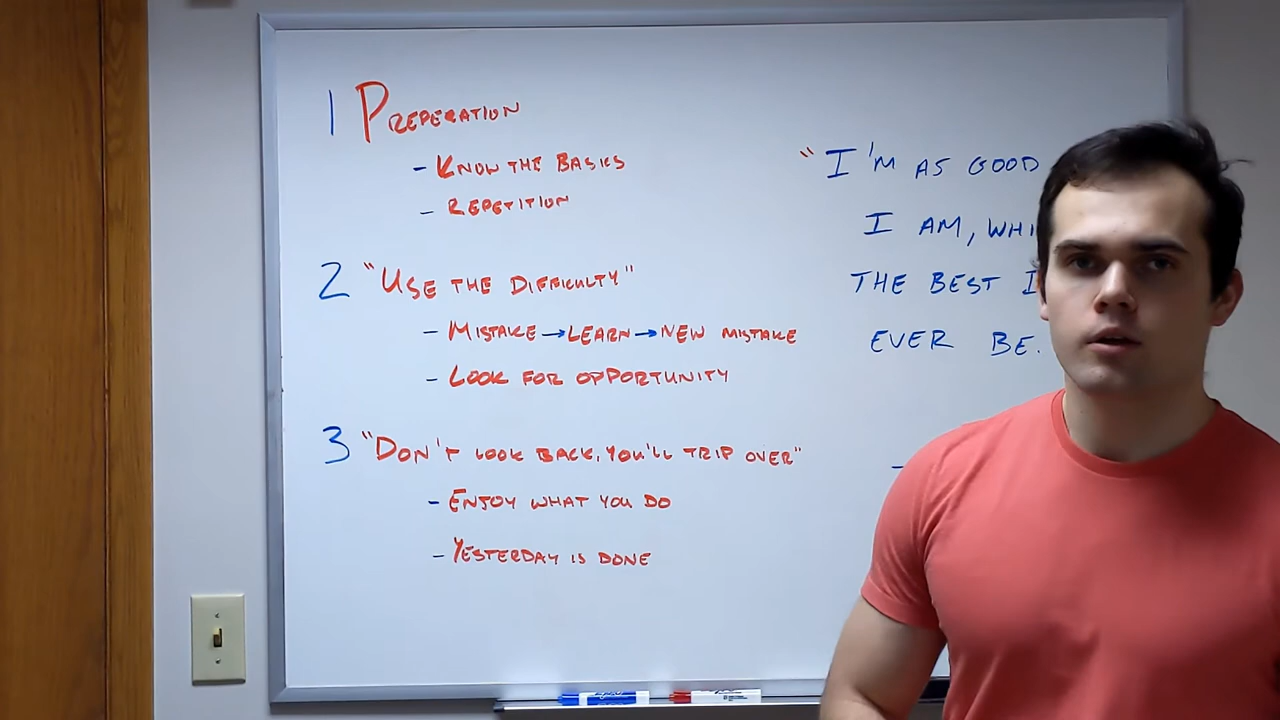 1 PREPERATION
- KNOW THE BASICS
- REPETITION
2 "USE THE DIFFICULTY"
- MISTAKE→LEARN→NEW MISTAKE
- LOOK FOR OPPORTUNITY
3 "DON'T LOOK BACK, YOU'LL TRIP OVER"
- ENJOY WHAT YOU DO
- YESTERDAY IS DONE
"I'M AS GOOD
I AM,
THE BEST I
EVER BE.